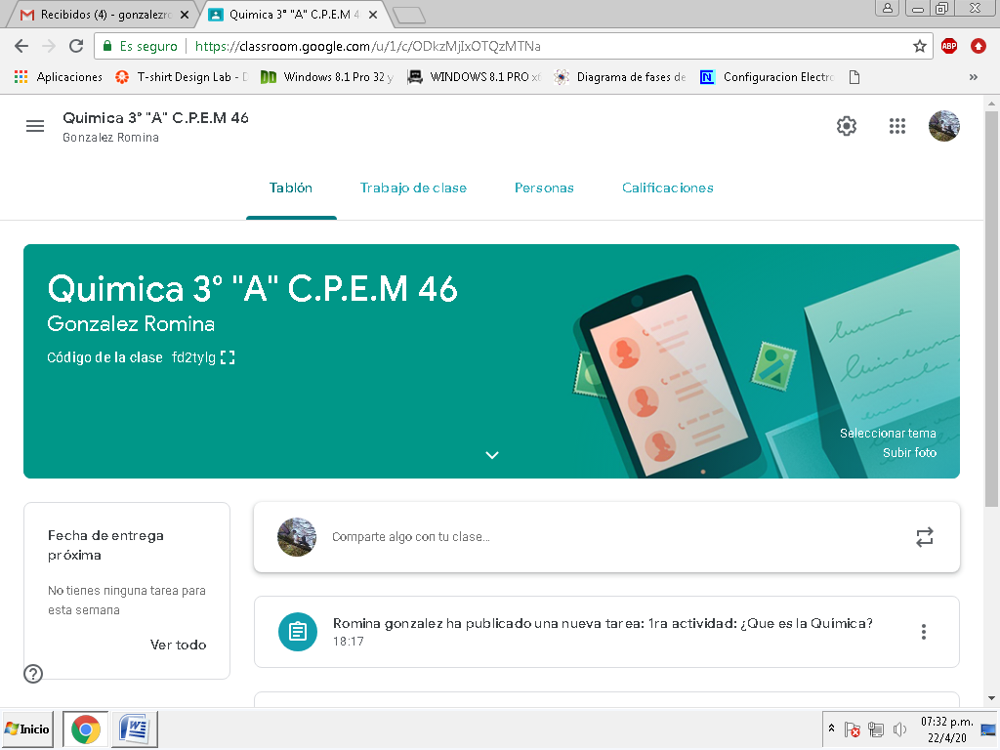 Recibidos (4) - gonzalezr
Quimica 3° "A" C.P.E.M 4
Es seguro
https://classroom.google.com/u/1/c/ODkzMjIxOTQzMTNa
ABP
Aplicaciones
T-shirt Design Lab - D
Windows 8.1 Pro 32 y
WINDOWS 8.1 PRO x6
Diagrama de fases de
Configuracion Electro
»
Quimica 3° "A" C.P.E.M 46
Gonzalez Romina
Tablón
Trabajo de clase
Personas
Calificaciones
Quimica 3° "A" C.P.E.M 46
Gonzalez Romina
Código de la clase fd2tylg
Seleccionar tema
Subir foto
Fecha de entrega
próxima
No tienes ninguna tarea para
esta semana
Ver todo
Comparte algo con tu clase...
Romina gonzalez ha publicado una nueva tarea: 1ra actividad: ¿Que es la Química?
18:17
Inicio
07:32 p.m.
22/4/20